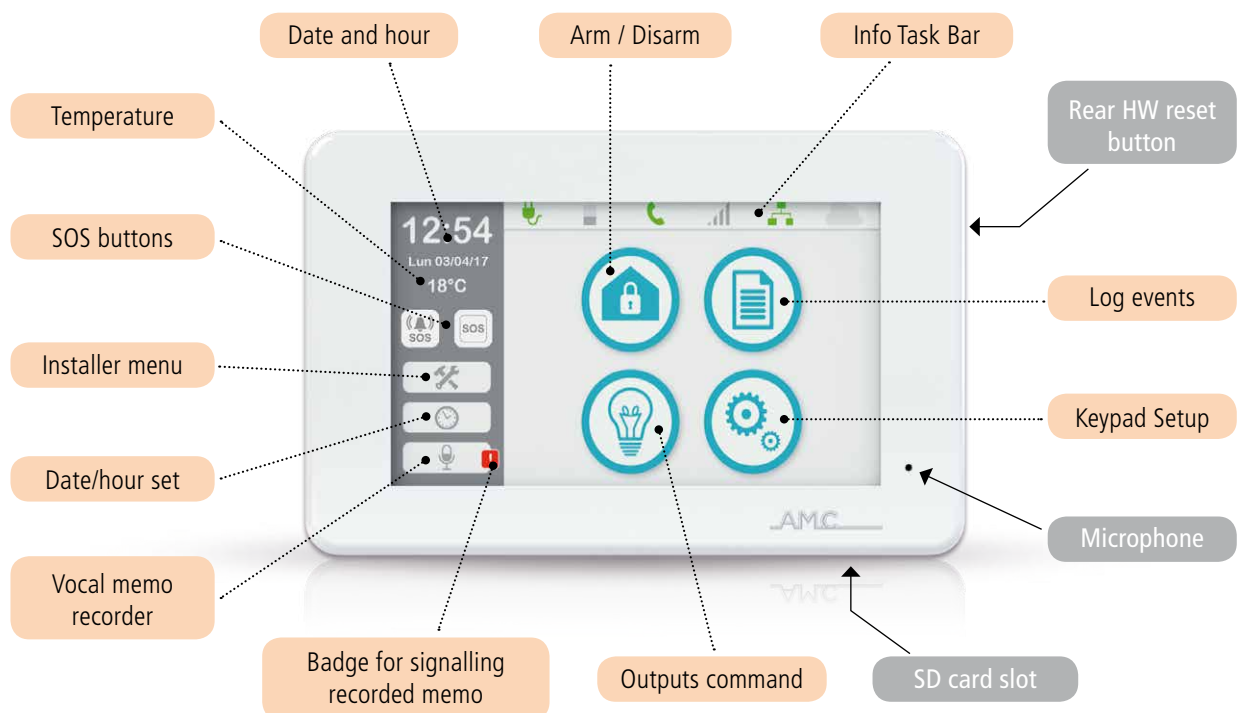 Date and hour
Arm / Disarm
Info Task Bar
Temperature
Rear HW reset
button
12:54
Lun 03/04/17
18°C
SOS buttons
SOS
SOS
Log events
Installer menu
Keypad Setup
Date/hour set
AMC
Microphone
Vocal memo
recorder
AMC
Badge for signalling
recorded memo
Outputs command
SD card slot